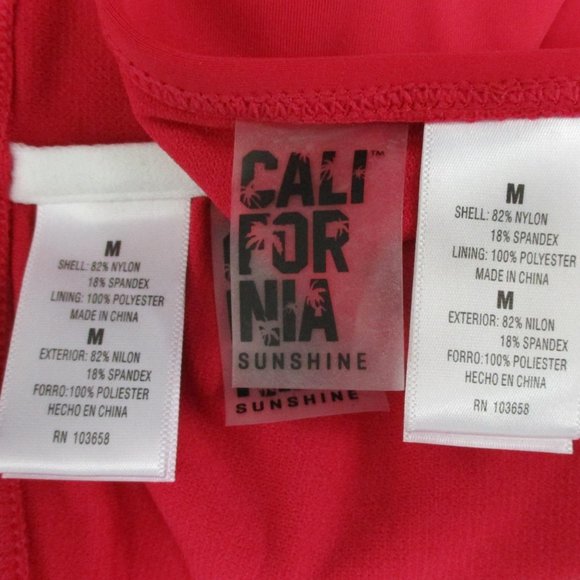 M
SHELL: 82% NYLON
18% SPANDEX
LINING: 100% POLYESTER
MADE IN CHINA
M
EXTERIOR: 82% NILON
18% SPANDEX
FORRO:100% POLIESTER
HECHO EN CHINA
RN 103658
CALI™
FOR
NIA
SUNSHINE
SUNSHINE
M
SHELL: 82% NYLON
18% SPANDEX
LINING: 100% POLYESTER
MADE IN CHINA
M
EXTERIOR: 82% NILON
18% SPANDEX
FORRO:100% POLIESTER
HECHO EN CHINA
RN 103658